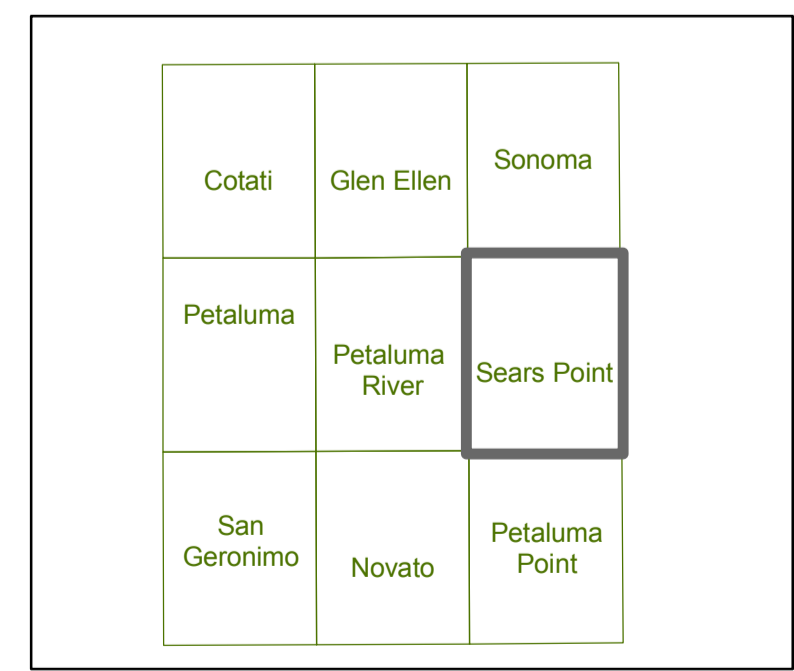 Cotati
Glen Ellen
Sonoma
Petaluma
Petaluma
River
Sears Point
San
Geronimo
Novato
Petaluma
Point